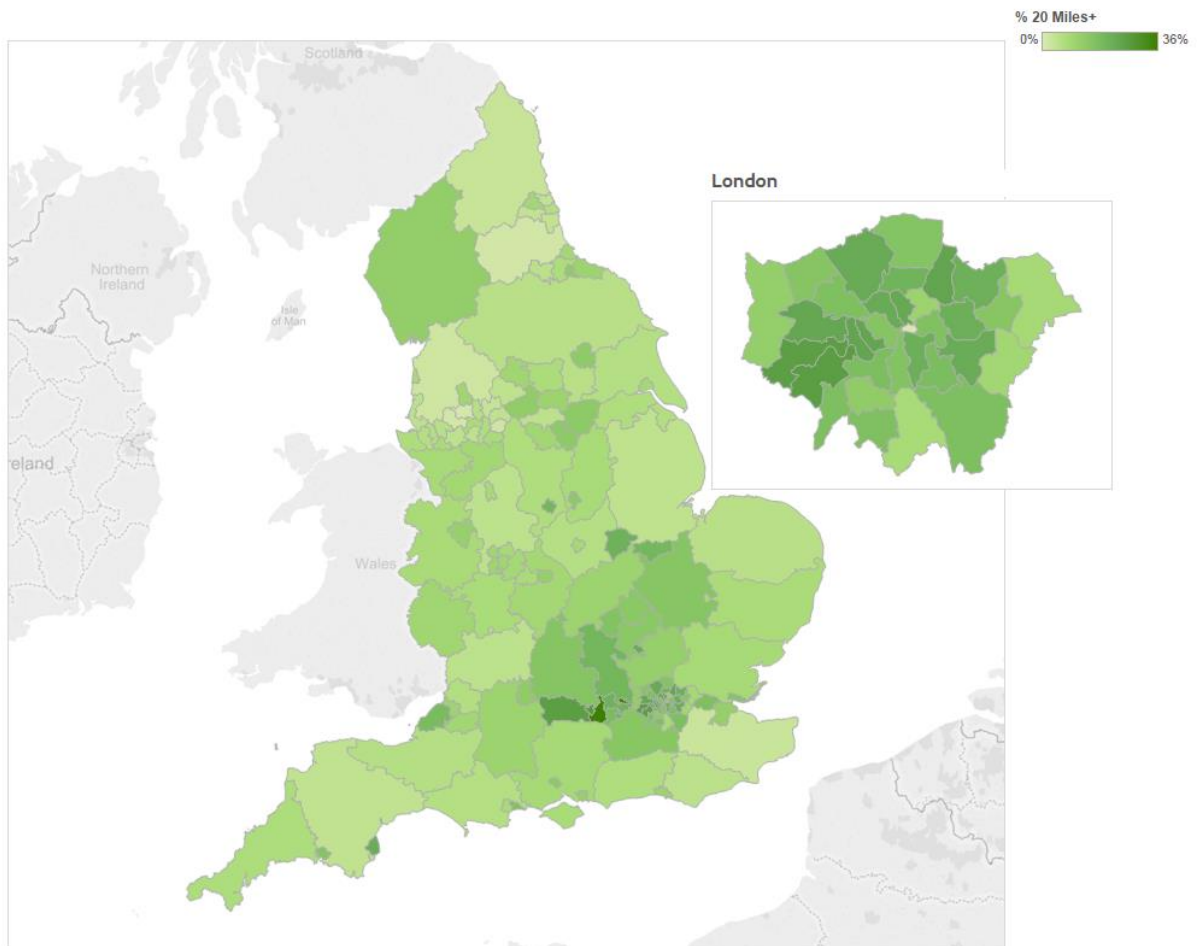 % 20 Miles+
0% 36%
Scotland
London
Northern
Ireland
Isle
of Man
reland
Wales